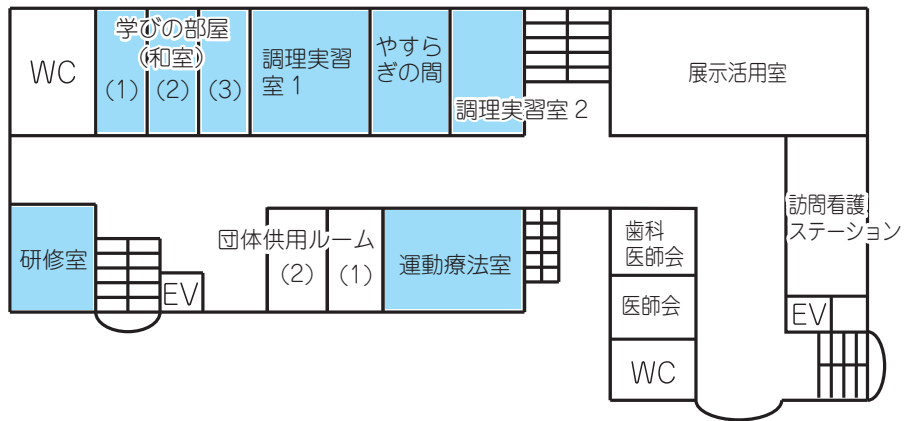 WC
学びの部屋
(和室)
(1)
(2)
(3)
調理実習
室1
やすら
ぎの間
調理実習室2
展示活用室
訪問看護
ステーション
研修室
EV
団体供用ルーム
(2)
(1)
運動療法室
歯科
医師会
医師会
WC
EV